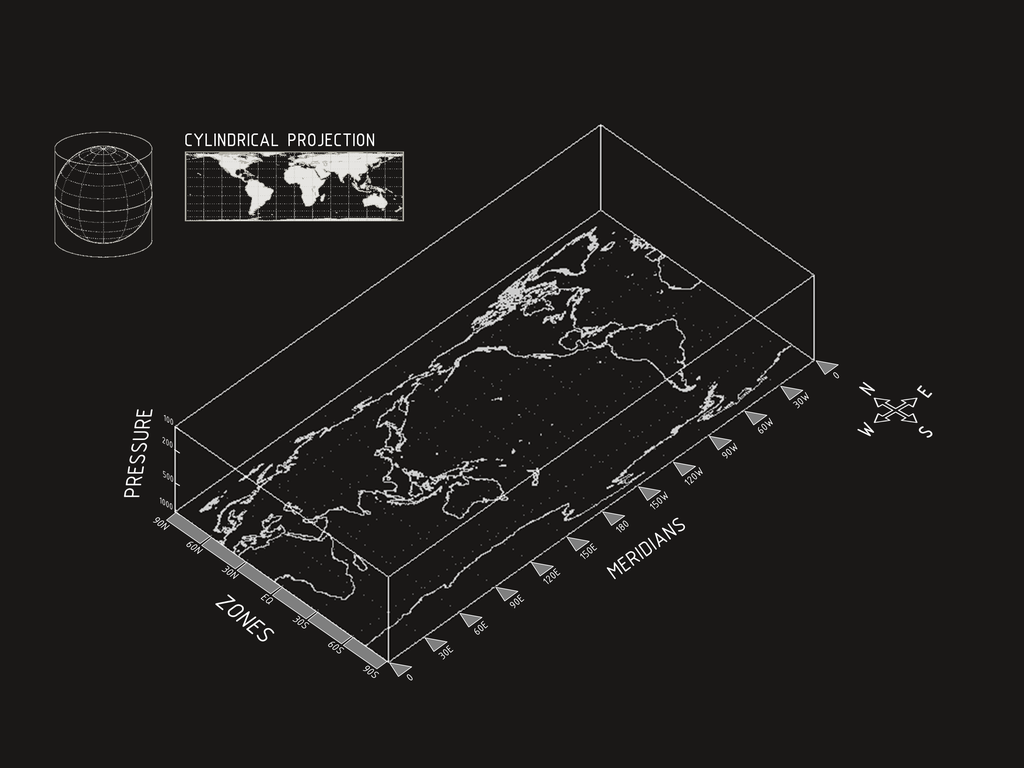 CYLINDRICAL PROJECTION
PRESSURE
100
200
500
1000
90N
60N
30N
EQ
30S
60S
90S
ZONES
0
30E
60E
90E
120E
150E
180
150W
120W
90W
60W
30W
0
MERIDIANS
N
E
W
S